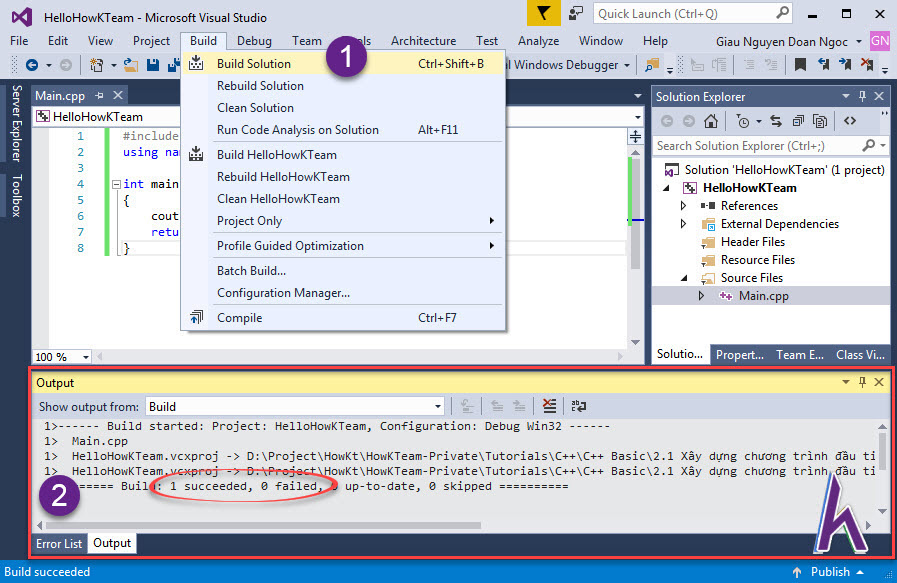 HelloHowKTeam - Microsoft Visual Studio
Quick Launch (Ctrl+Q)
File Edit View Project Build Debug Team Architecture Test Analyze Window Help Giau Nguyen Doan Ngoc GN
Windows Debugger
1
Build Solution Ctrl+Shift+B
Rebuild Solution
Clean Solution
Run Code Analysis on Solution Alt+F11
Build HelloHowKTeam
Rebuild HelloHowKTeam
Clean HelloHowKTeam
Project Only
Profile Guided Optimization
Batch Build...
Configuration Manager...
Compile Ctrl+F7
Server Explorer
Toolbox
Main.cpp
HelloHowKTeam
1 #include
2 using
3
4 int main
5 {
6 cout
7
8 }
100 %
Solution Explorer
Search Solution Explorer (Ctrl+;)
Solution 'HelloHowKTeam' (1 project)
HelloHowKTeam
References
External Dependencies
Header Files
Resource Files
Source Files
Main.cpp
Solutio... Propert... Team E... Class Vi...
Output
Show output from: Build
1>------ Build started: Project: HelloHowKTeam, Configuration: Debug Win32 ------
1> Main.cpp
1> HelloHowKTeam.vcxproj -> D:\Project\HowKt\HowKTeam-Private\Tutorials\C++\C++ Basic\2.1 Xây dựng chương trình đầu ti
1> HelloHowKTeam.vcxproj -> D:\Project\HowKt\HowKTeam-Private\Tutorials\C++\C++ Basic\2.1 Xây dựng chương trình đầu ti
====== Build: 1 succeeded, 0 failed, up-to-date, 0 skipped ==========
2
Error List Output
Build succeeded
Publish